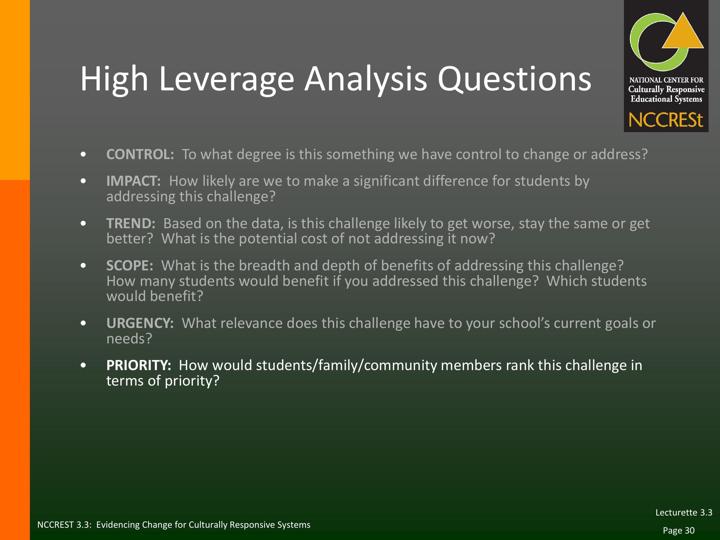 High Leverage Analysis Questions
NATIONAL CENTER FOR
Culturally Responsive
Educational Systems
NCCRESt
• CONTROL: To what degree is this something we have control to change or address?
• IMPACT: How likely are we to make a significant difference for students by
addressing this challenge?
• TREND: Based on the data, is this challenge likely to get worse, stay the same or get
better? What is the potential cost of not addressing it now?
• SCOPE: What is the breadth and depth of benefits of addressing this challenge?
How many students would benefit if you addressed this challenge? Which students
would benefit?
• URGENCY: What relevance does this challenge have to your school's current goals or
needs?
• PRIORITY: How would students/family/community members rank this challenge in
terms of priority?
Lecturette 3.3
NCCREST 3.3: Evidencing Change for Culturally Responsive Systems
Page 30